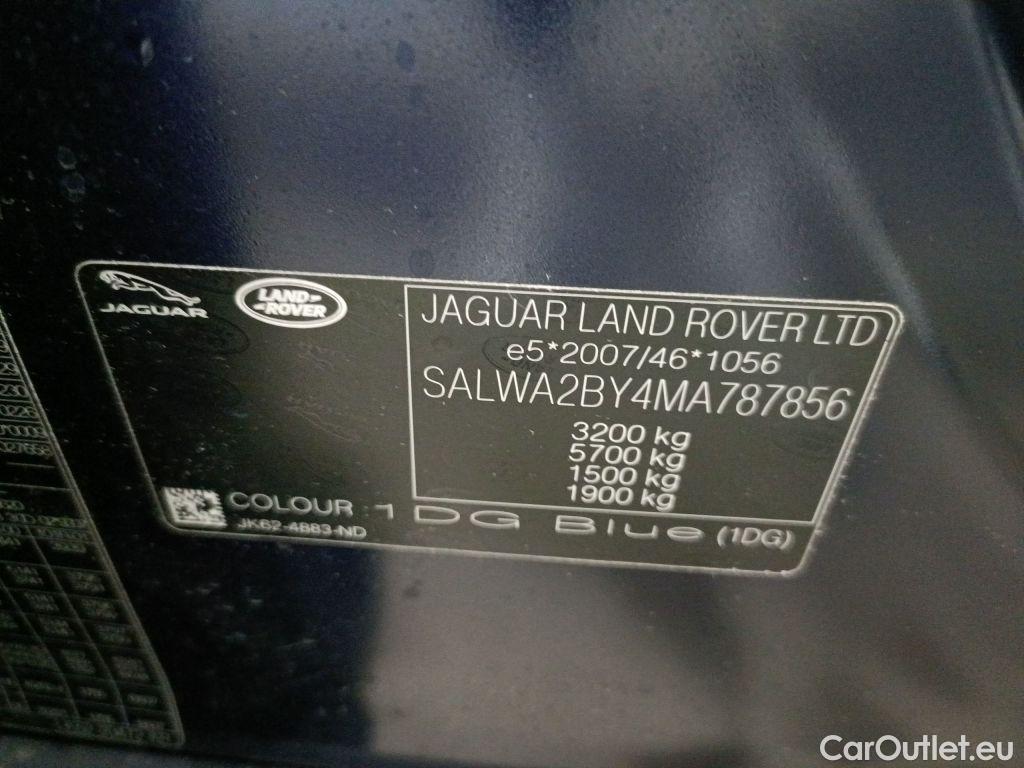 JAGUAR
LAND ROVER
JAGUAR LAND ROVER LTD
e5*2007/46*1056
SALWA2BY4MA787856
3200 kg
5700 kg
1500 kg
1900 kg
COLOUR : 1DG Blue (1DG)
JK62-4883-ND
CarOutlet.eu